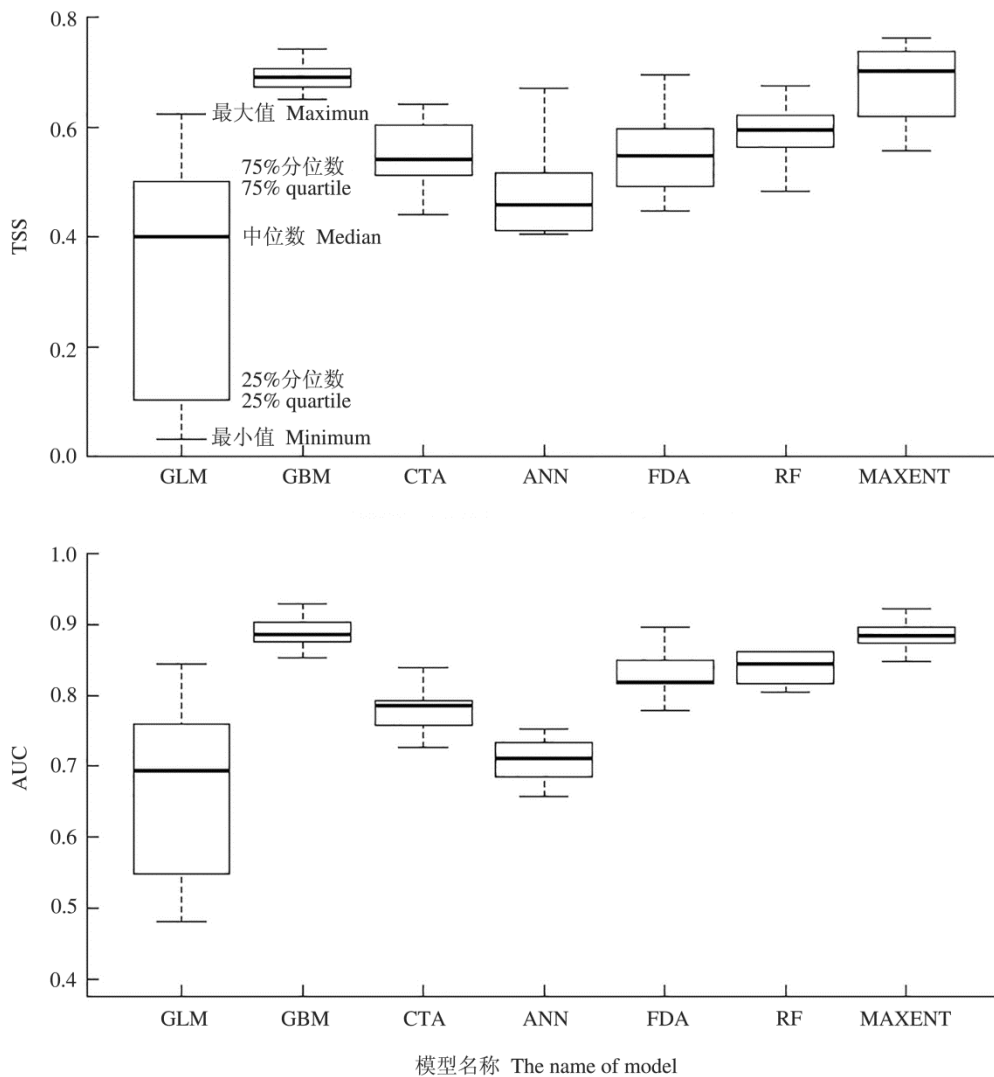 0.8
最大值 Maximun
0.6
75%分位数
75% quartile
TSS
0.4
中位数 Median
0.2
25%分位数
25% quartile
最小值 Minimum
0.0
GLM GBM CTA ANN FDA RF MAXENT
1.0
0.9
0.8
AUC
0.7
0.6
0.5
0.4
GLM GBM CTA ANN FDA RF MAXENT
模型名称 The name of model